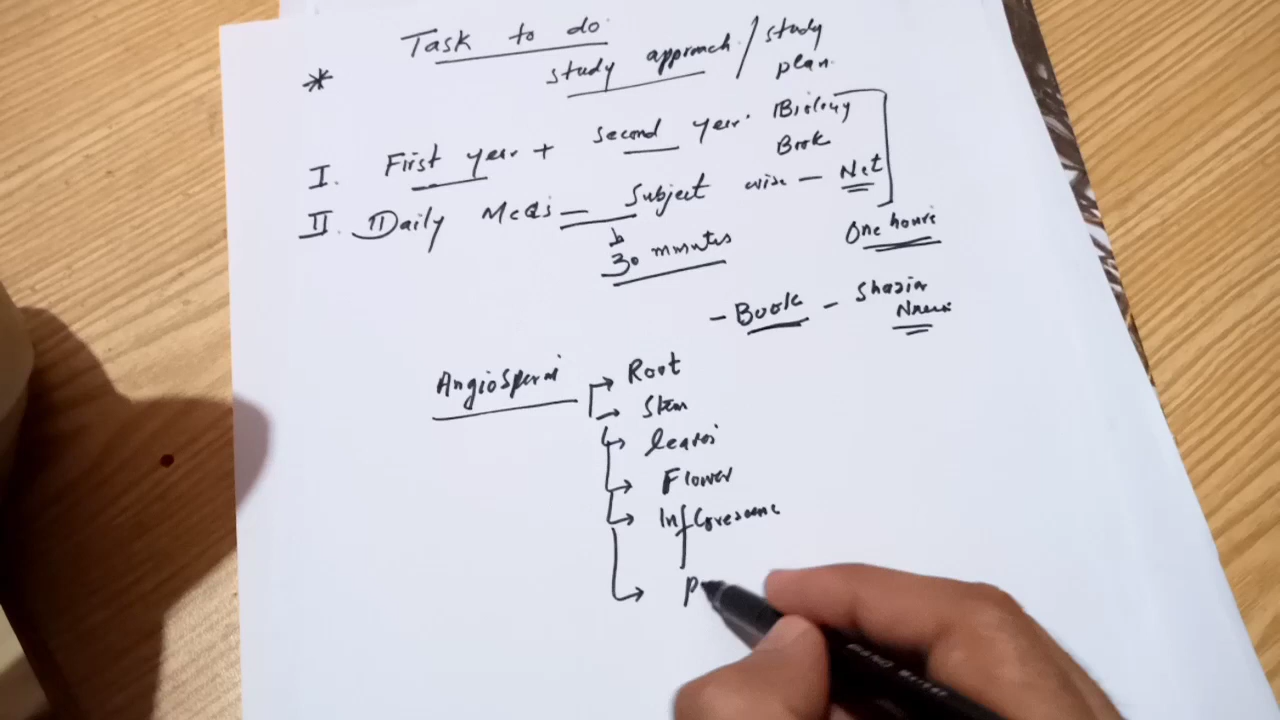 Task to do
* study approach / study plan.
I. First year + second year. Biology Book
II. Daily McQs — Subject wise — Net
30 minutes
One hours
- Book - Shazia
Angiosperm
Root
Stem
leaves
Flower
Inflorescence
P